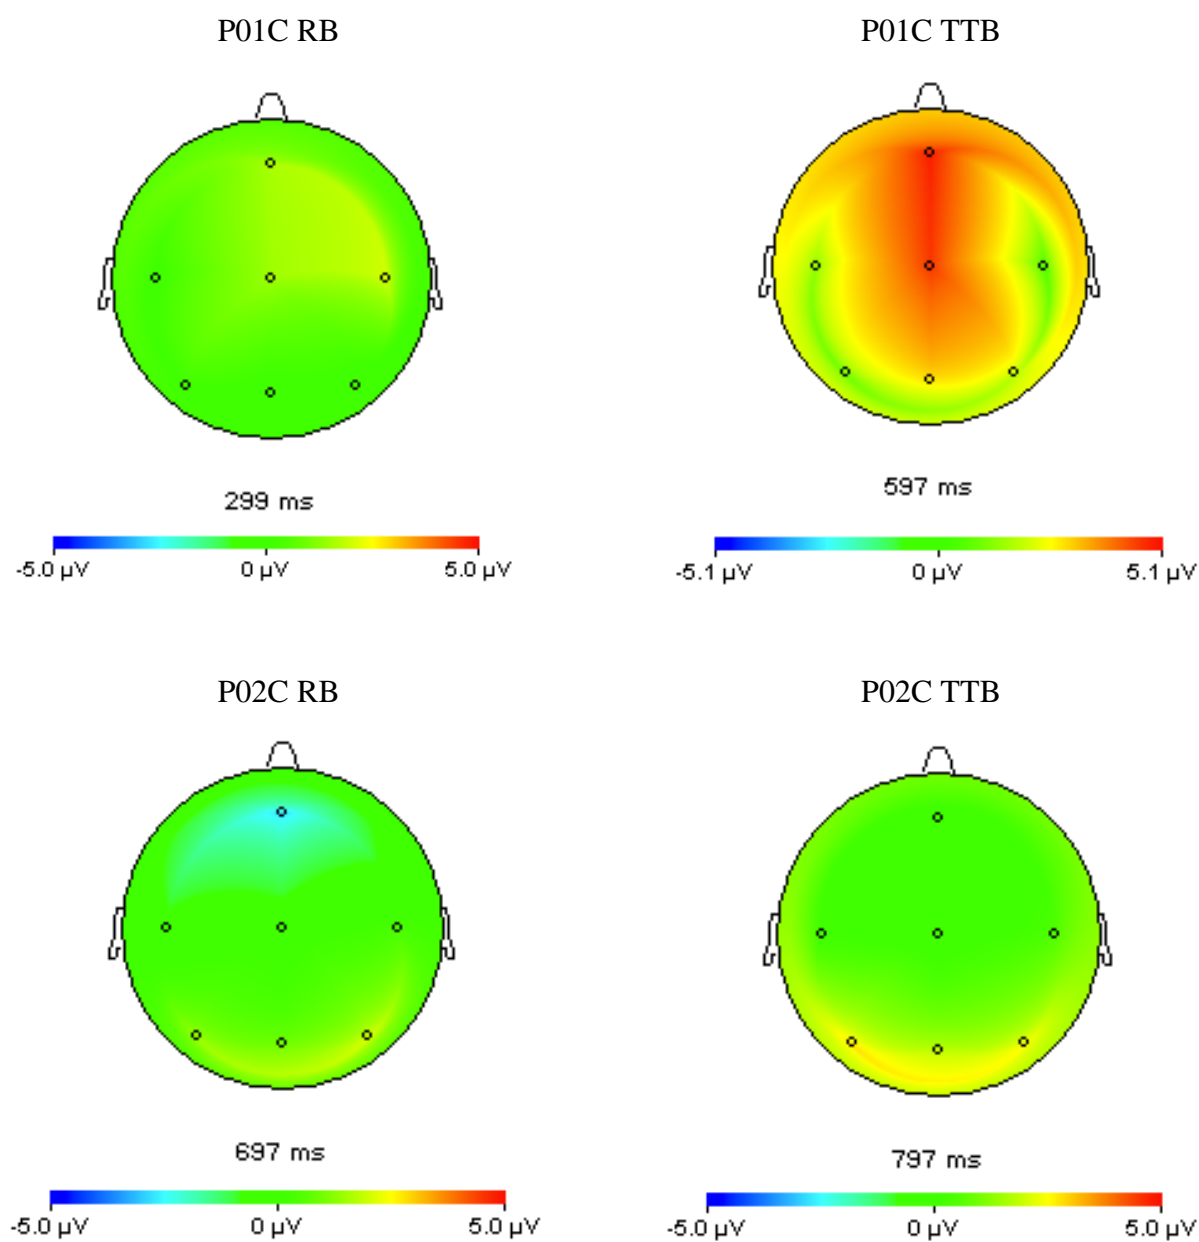 P01C RB
P01C TTB
299 ms
597 ms
-5.0 µV 0 µV 5.0 µV
-5.1 µV 0 µV 5.1 µV
P02C RB
P02C TTB
697 ms
797 ms
-5.0 µV 0 µV 5.0 µV
-5.0 µV 0 µV 5.0 µV